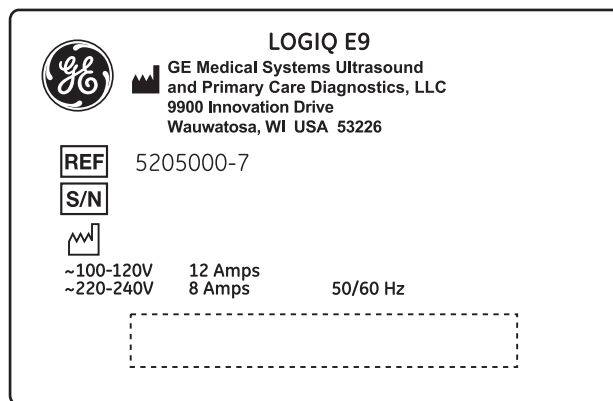 LOGIQ E9
GE
GE Medical Systems Ultrasound
and Primary Care Diagnostics, LLC
9900 Innovation Drive
Wauwatosa, WI USA 53226
REF 5205000-7
S/N
~100-120V 12 Amps
~220-240V 8 Amps 50/60 Hz